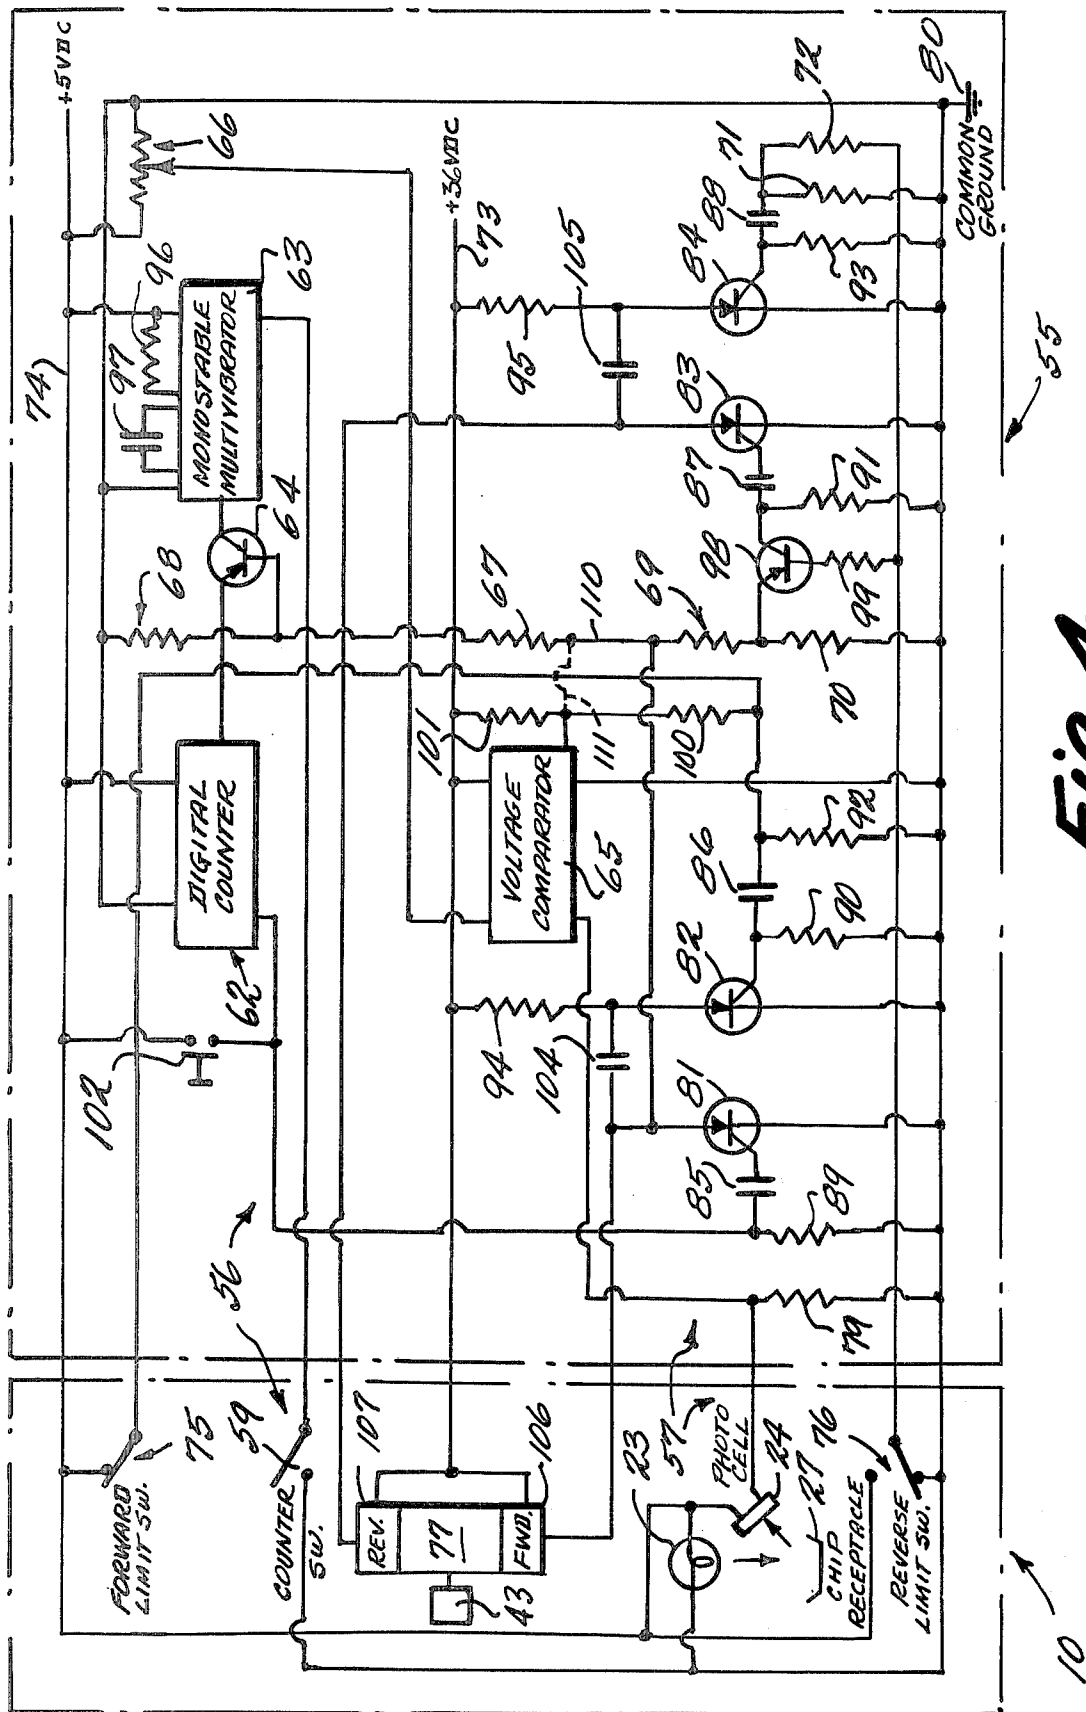 +5VDC
74
66
97
96
MONOSTABLE
MULTIVIBRATOR
63
64
68
DIGITAL
COUNTER
62
102
FORWARD
LIMIT SW.
75
56
59
COUNTER
SW.
107
REV.
77
FWD.
106
43
+36VDC
73
95
105
67
110
101
111
100
69
VOLTAGE
COMPARATOR
65
94
104
84
83
88
71
72
87
98
93
91
99
70
92
86
90
82
81
85
89
79
57
PHOTO
CELL
23
24
27
CHIP
RECEPTACLE
76
REVERSE
LIMIT SW.
COMMON
GROUND
80
55
10
Fig. 4.